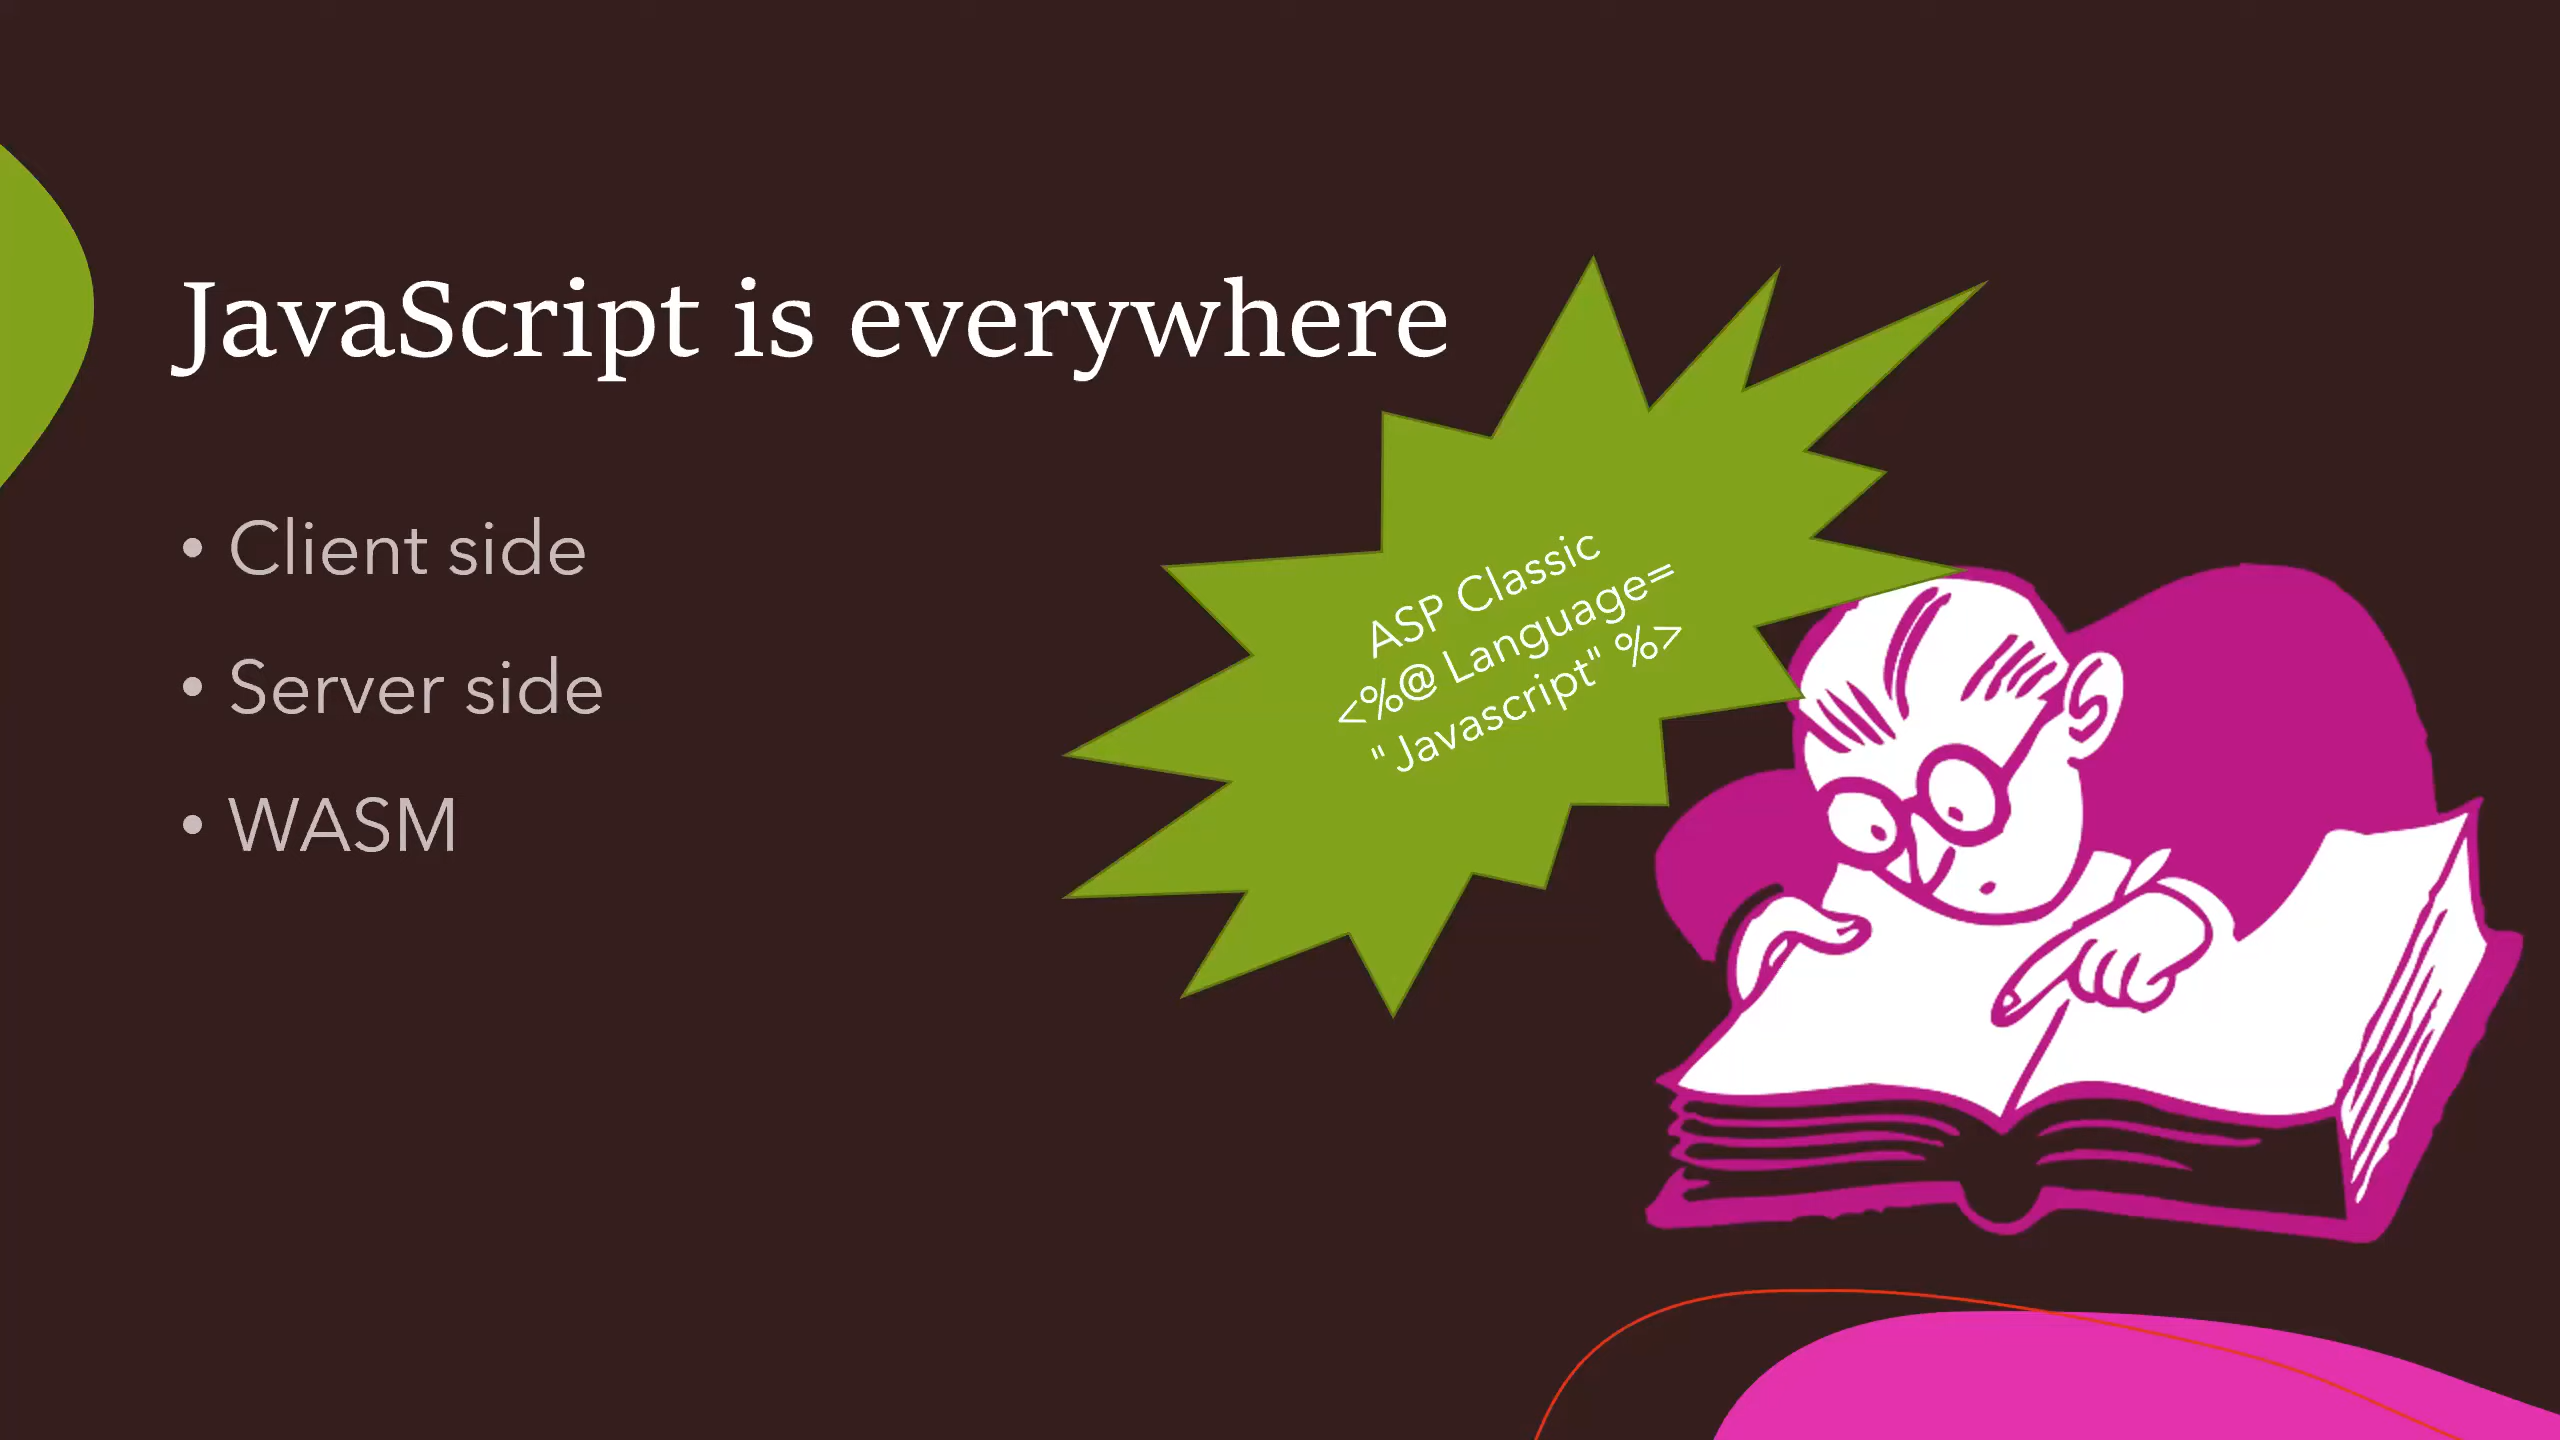 JavaScript is everywhere
• Client side
• Server side
• WASM
ASP Classic
<%@ Language=
" Javascript" %>